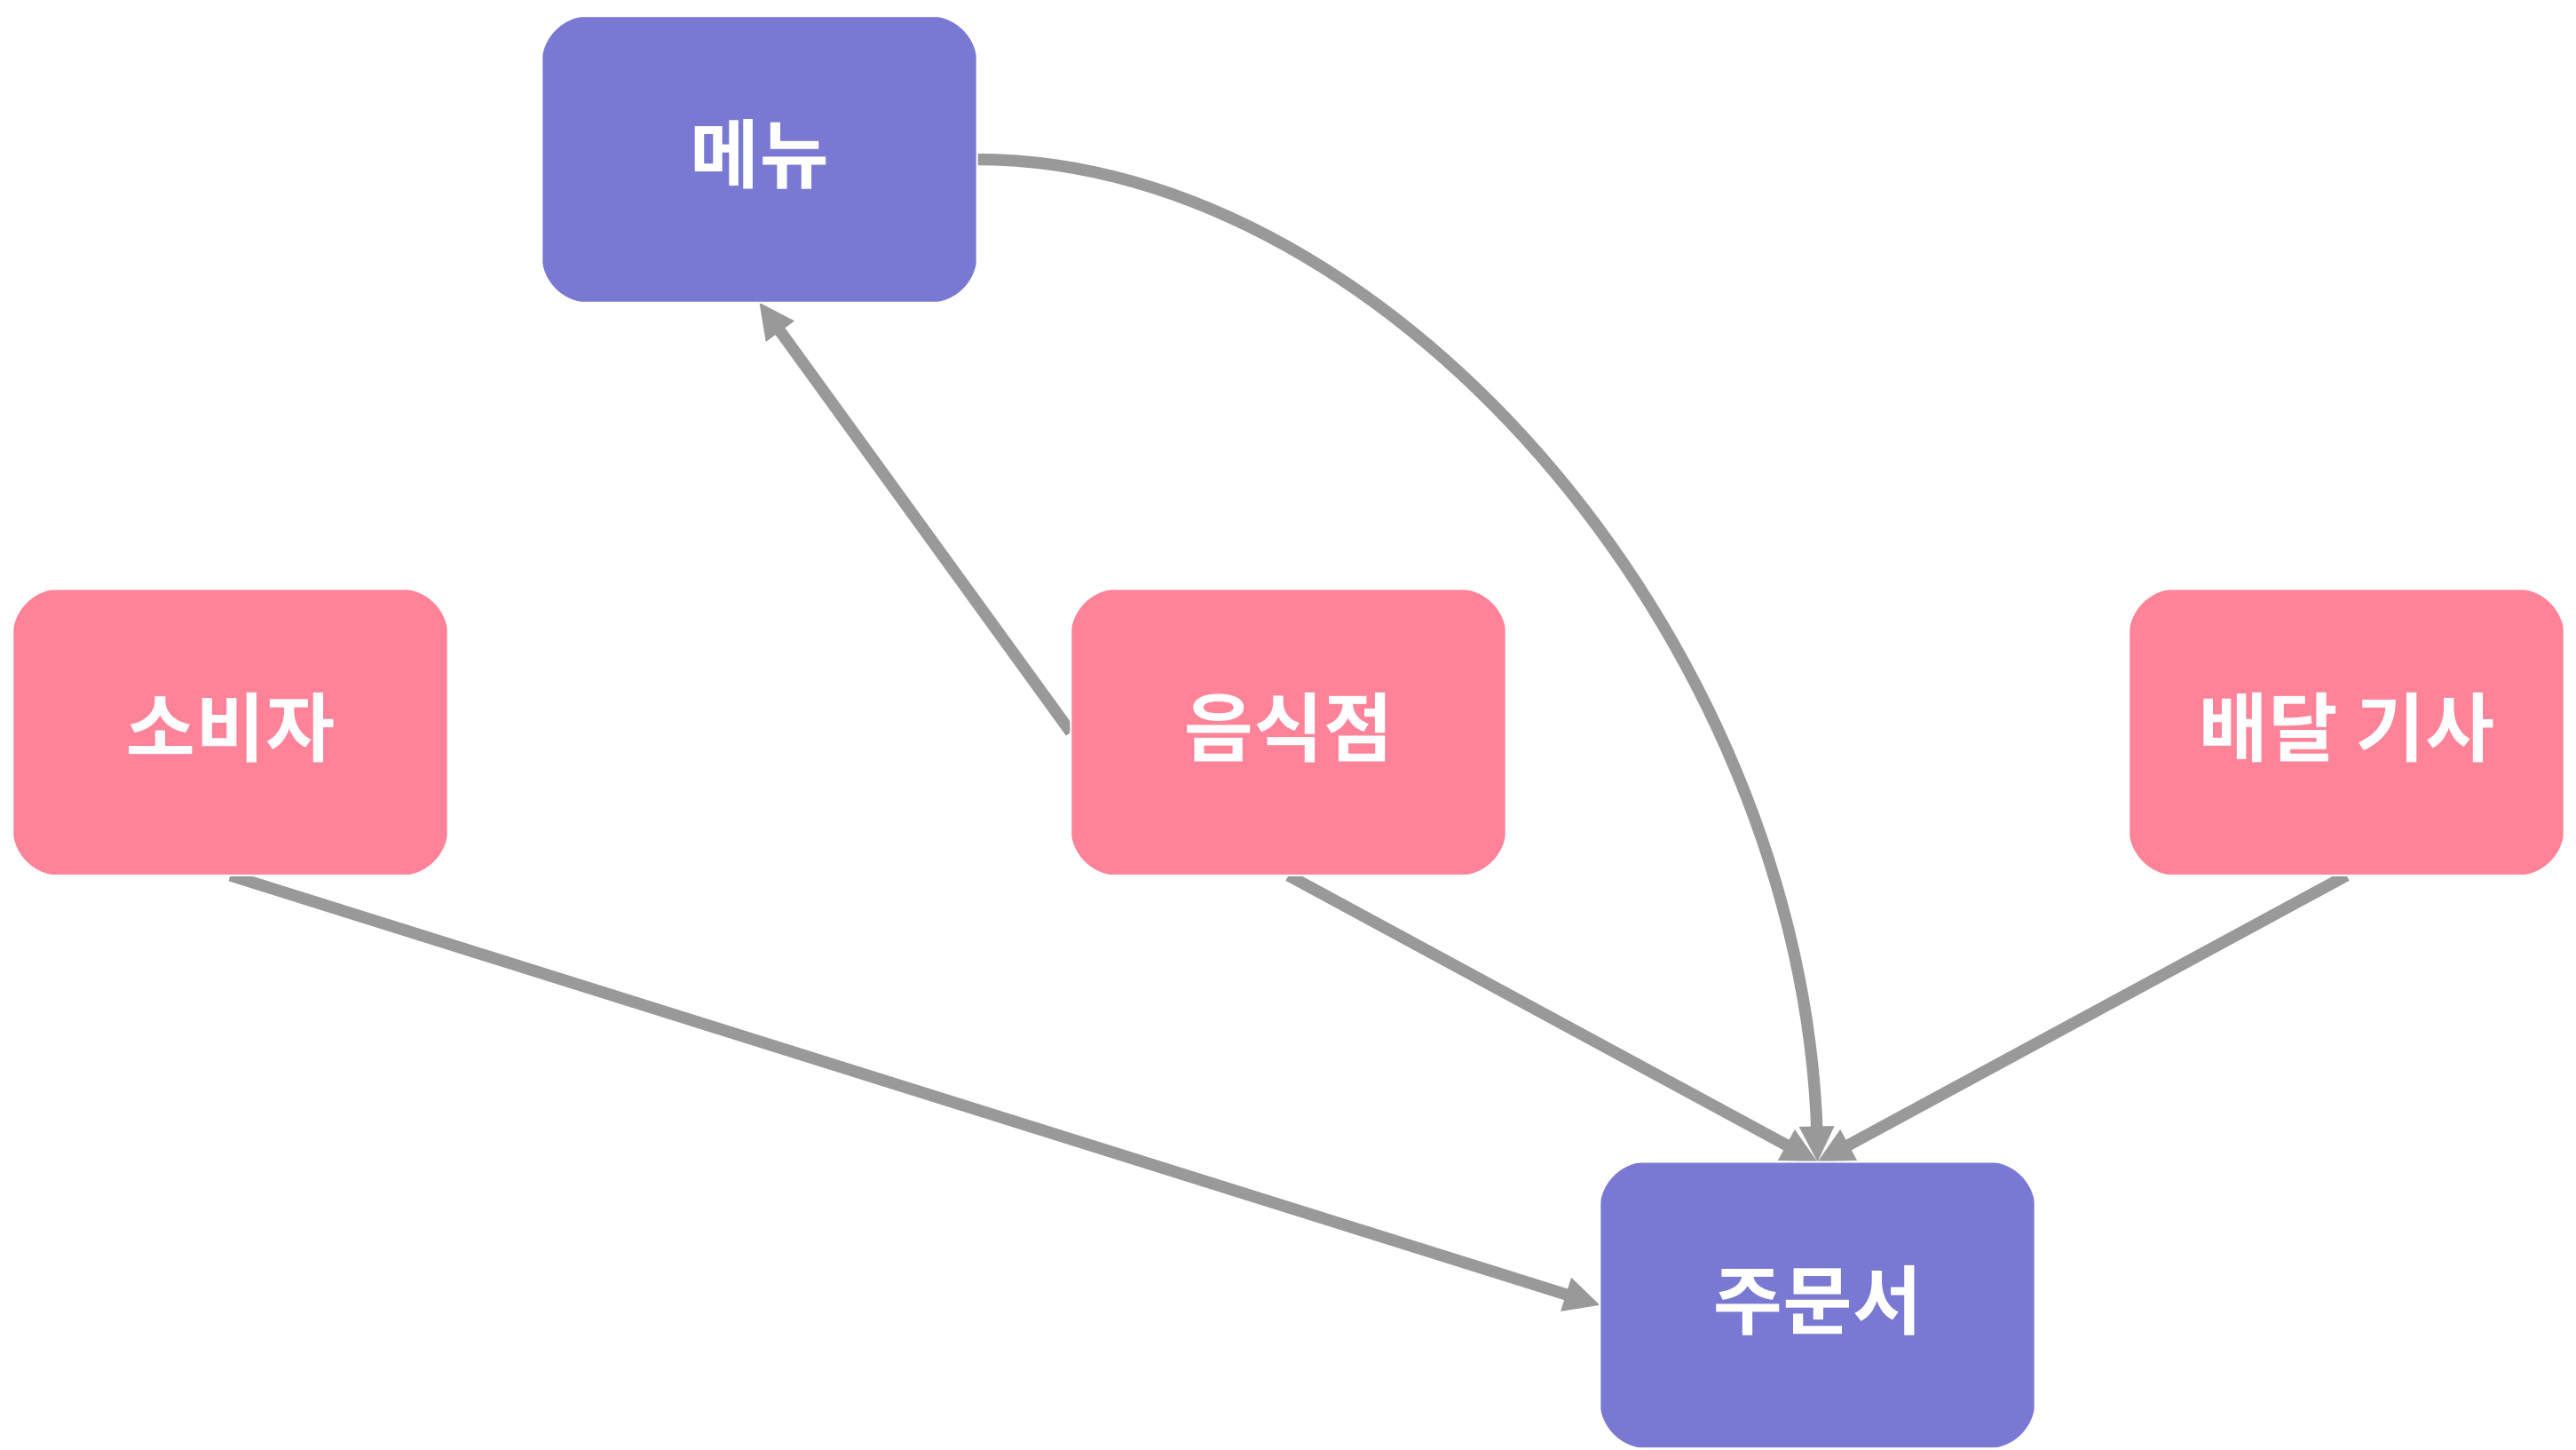 메뉴
소비자
음식점
배달 기사
주문서